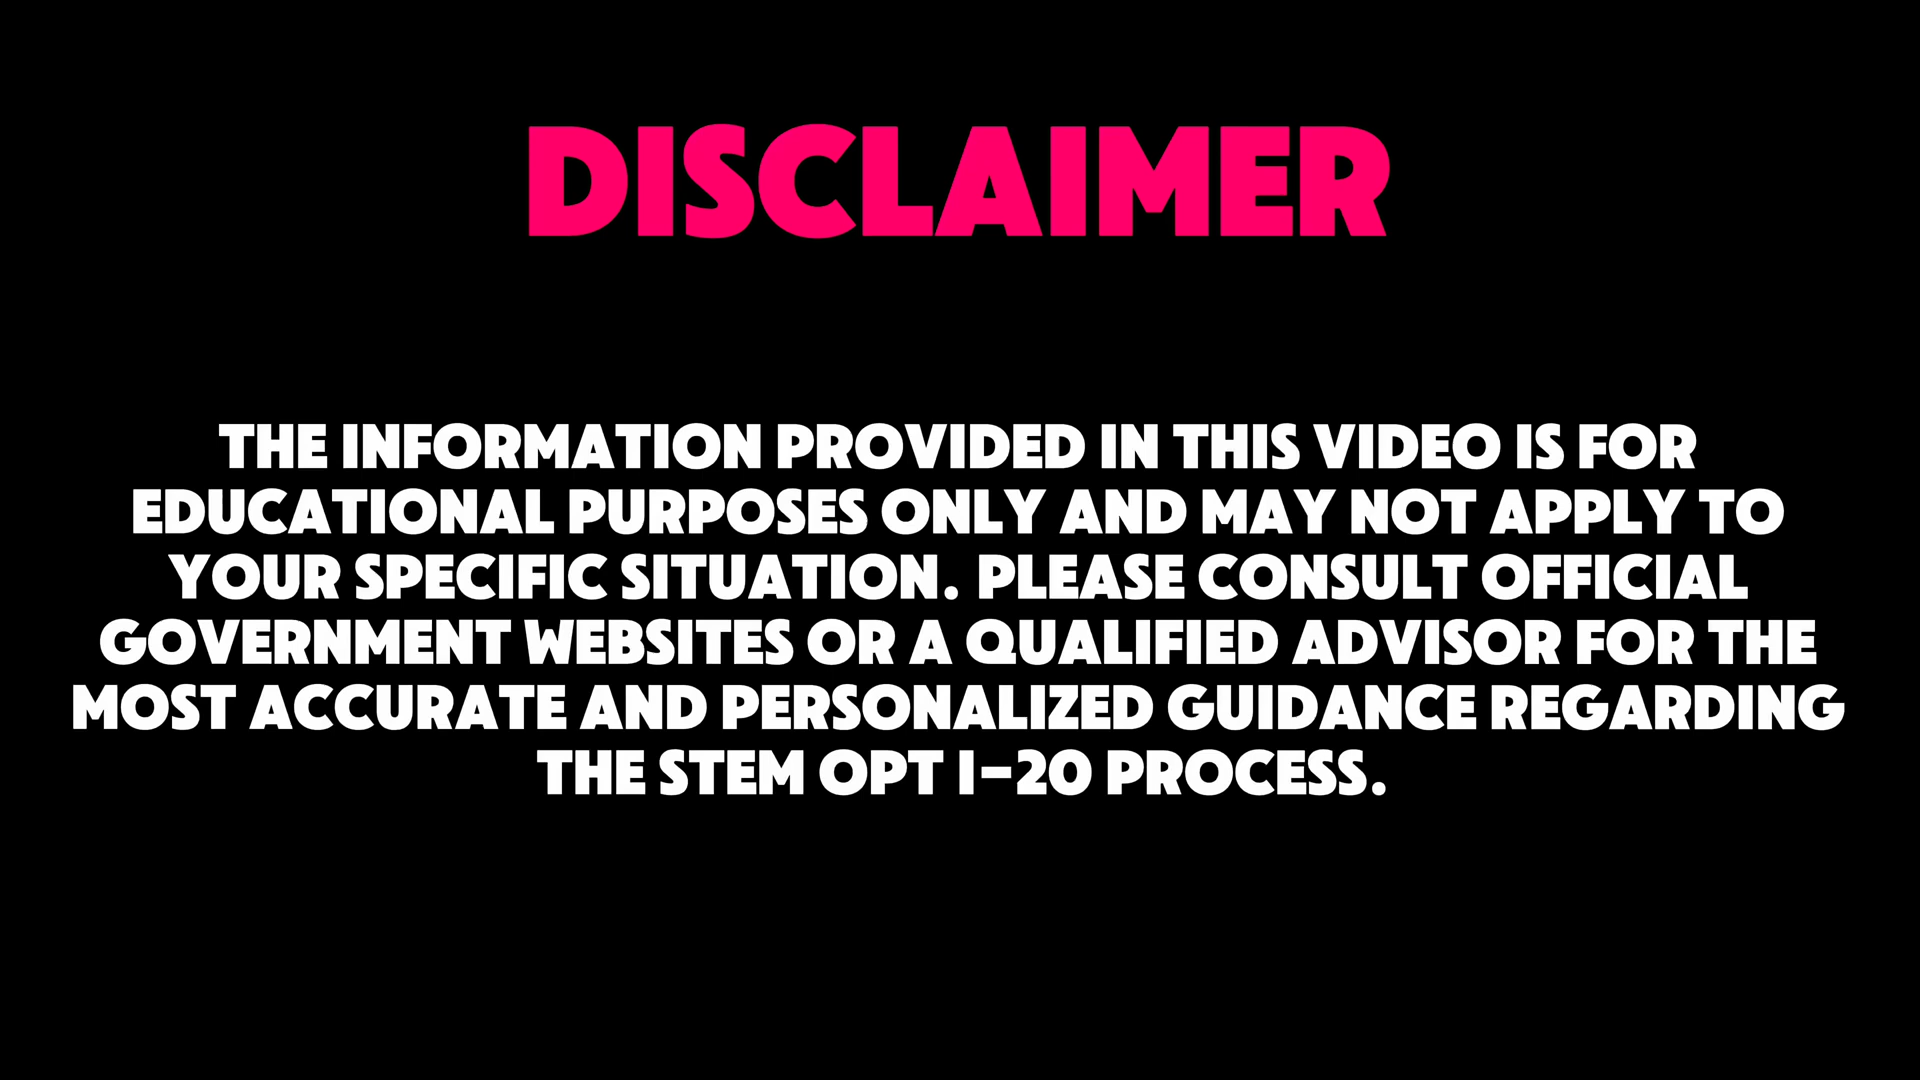 DISCLAIMER
THE INFORMATION PROVIDED IN THIS VIDEO IS FOR
EDUCATIONAL PURPOSES ONLY AND MAY NOT APPLY TO
YOUR SPECIFIC SITUATION. PLEASE CONSULT OFFICIAL
GOVERNMENT WEBSITES OR A QUALIFIED ADVISOR FOR THE
MOST ACCURATE AND PERSONALIZED GUIDANCE REGARDING
THE STEM OPT I-20 PROCESS.